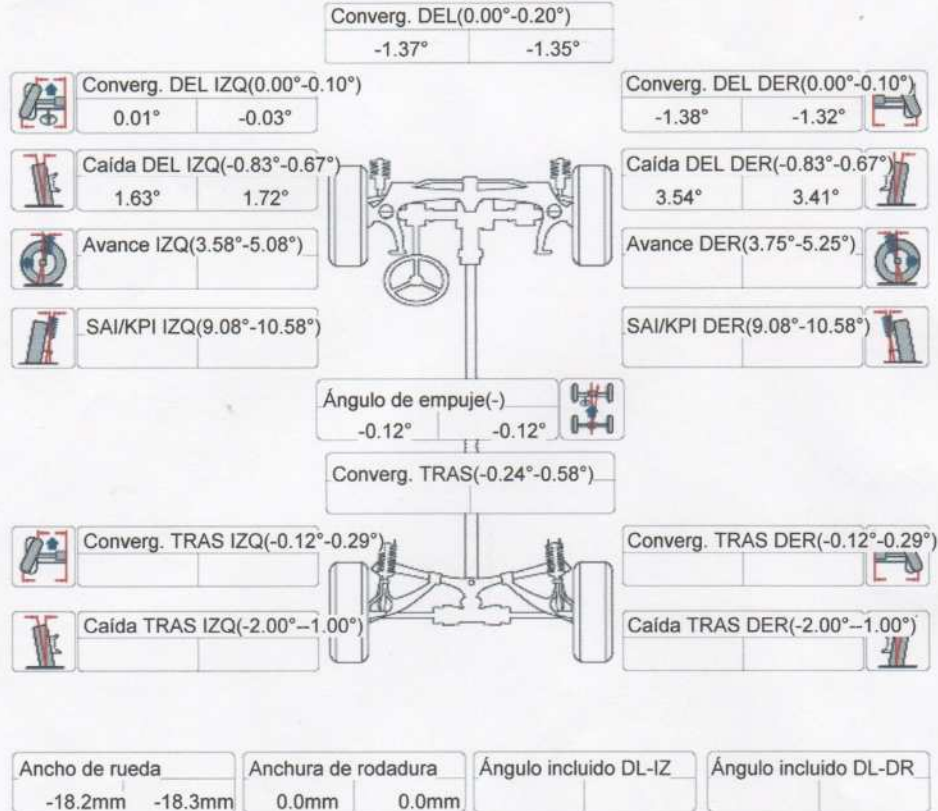 Converg. DEL(0.00°-0.20°)
-1.37° -1.35°
Converg. DEL IZQ(0.00°-0.10°)
0.01° -0.03°
Converg. DEL DER(0.00°-0.10°)
-1.38° -1.32°
Caída DEL IZQ(-0.83°-0.67°)
1.63° 1.72°
Caída DEL DER(-0.83°-0.67°)
3.54° 3.41°
Avance IZQ(3.58°-5.08°)
Avance DER(3.75°-5.25°)
SAI/KPI IZQ(9.08°-10.58°)
SAI/KPI DER(9.08°-10.58°)
Ángulo de empuje(-)
-0.12° -0.12°
Converg. TRAS(-0.24°-0.58°)
Converg. TRAS IZQ(-0.12°-0.29°)
Converg. TRAS DER(-0.12°-0.29°)
Caída TRAS IZQ(-2.00°--1.00°)
Caída TRAS DER(-2.00°--1.00°)
Ancho de rueda
-18.2mm -18.3mm
Anchura de rodadura
0.0mm 0.0mm
Ángulo incluido DL-IZ
Ángulo incluido DL-DR